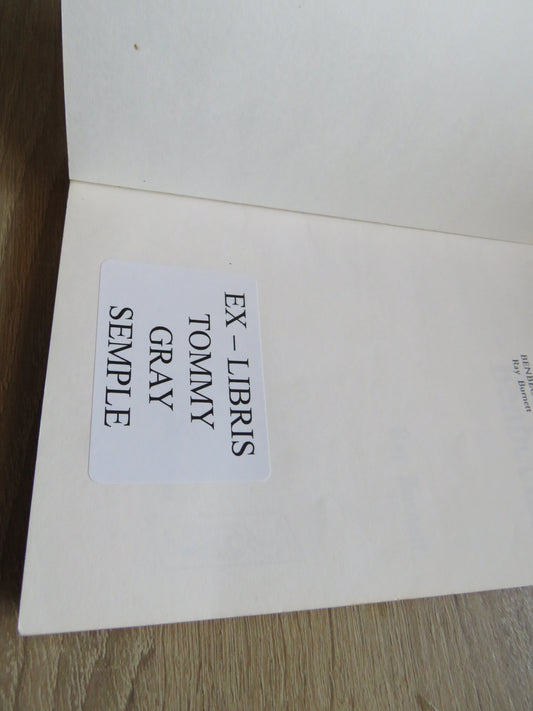 EX – LIBRIS
TOMMY
GRAY
SEMPLE
Ray Burnett